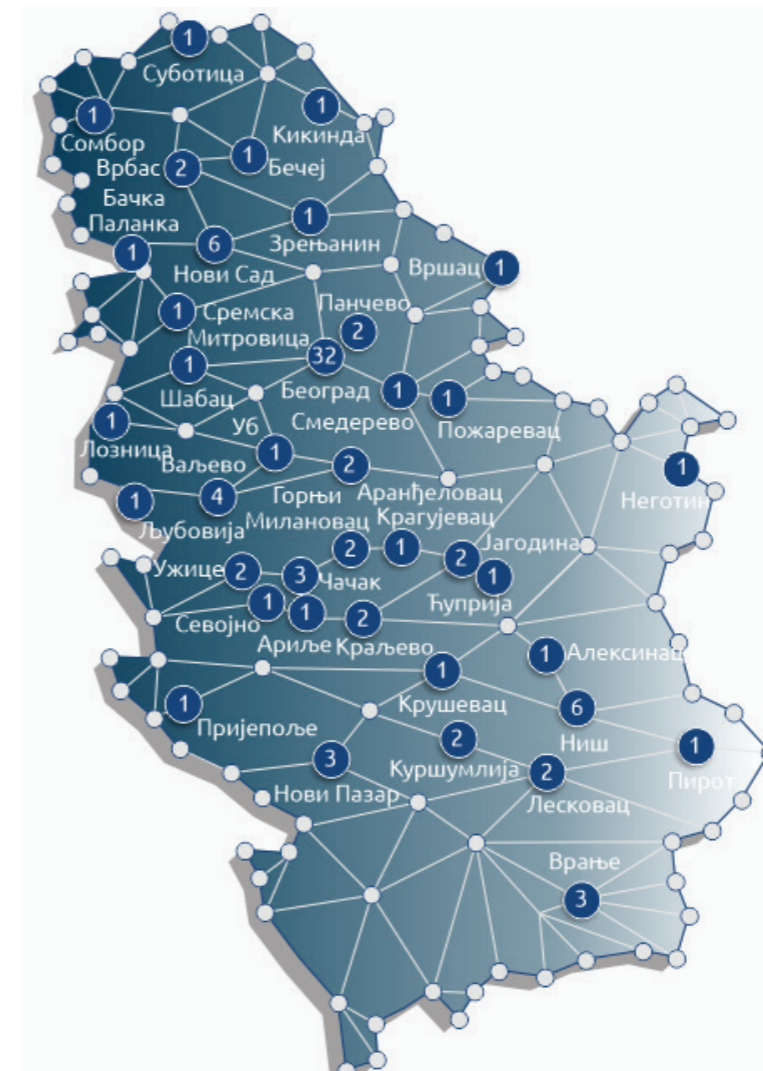 1
Суботица
1
Сомбор
1
Кикинда
Врбас
2
1
Бечеј
Бачка
Паланка
1
6
Нови Сад
1
Зрењанин
Вршац
1
1
Сремска
Митровица
Панчево
2
32
Београд
1
Шабац
1
Смедерево
1
Пожаревац
1
Лозница
Уб
1
Ваљево
4
2
Горњи
Милановац
Аранђеловац
1
Неготин
1
Љубовија
2
Крагујевац
1
2
Јагодина
Ужице
2
3
Чачак
1
Ћуприја
1
Севојно
1
Ариље
2
Краљево
1
Алексинац
1
Крушевац
6
Ниш
1
Пријепоље
2
Куршумлија
1
Пирот
3
Нови Пазар
2
Лесковац
Врање
3